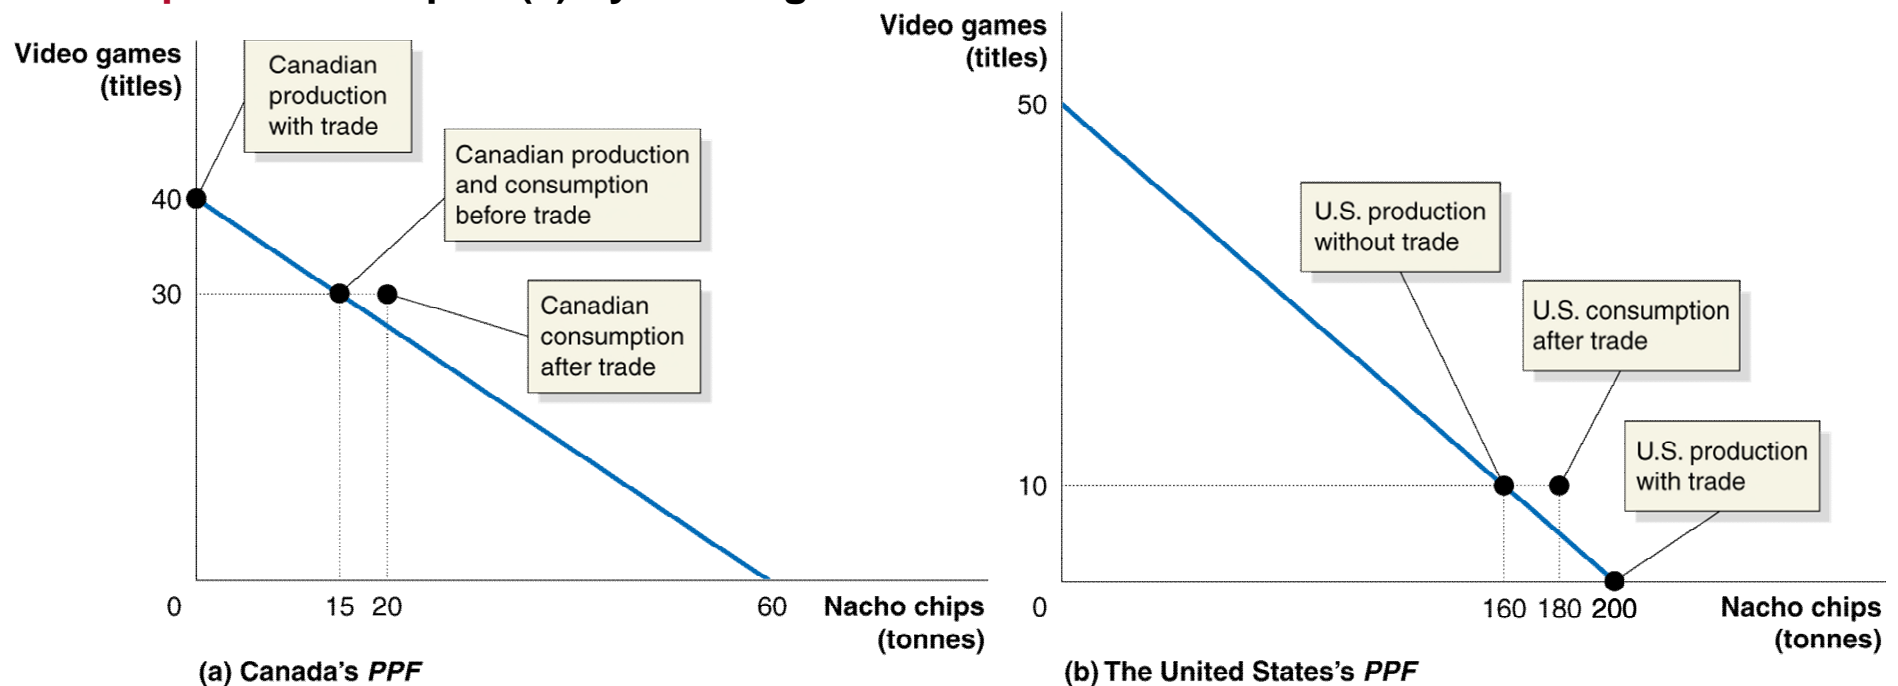 Video games
(titles)
Canadian
production
with trade
Canadian production
and consumption
before trade
40
30
Canadian
consumption
after trade
0
15
20
60
Nacho chips
(tonnes)
(a) Canada's PPF
Video games
(titles)
50
U.S. production
without trade
U.S. consumption
after trade
U.S. production
with trade
10
0
160
180
200
Nacho chips
(tonnes)
(b) The United States's PPF